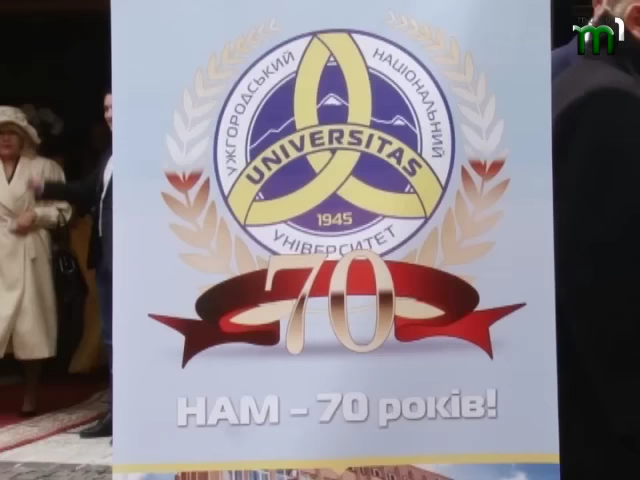 УЖГОРОДСЬКИЙ НАЦІОНАЛЬНИЙ
УНІВЕРСИТЕТ
UNIVERSITAS
1945
70
НАМ – 70 років!